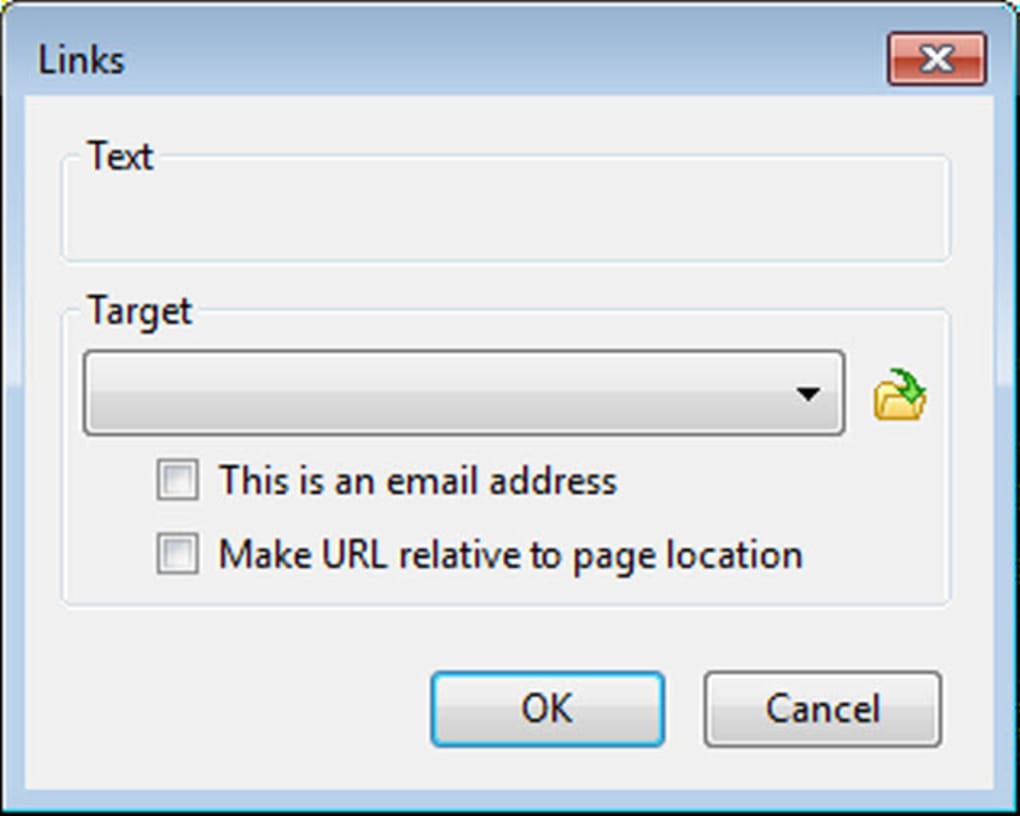 Links
Text
Target
This is an email address
Make URL relative to page location
OK
Cancel